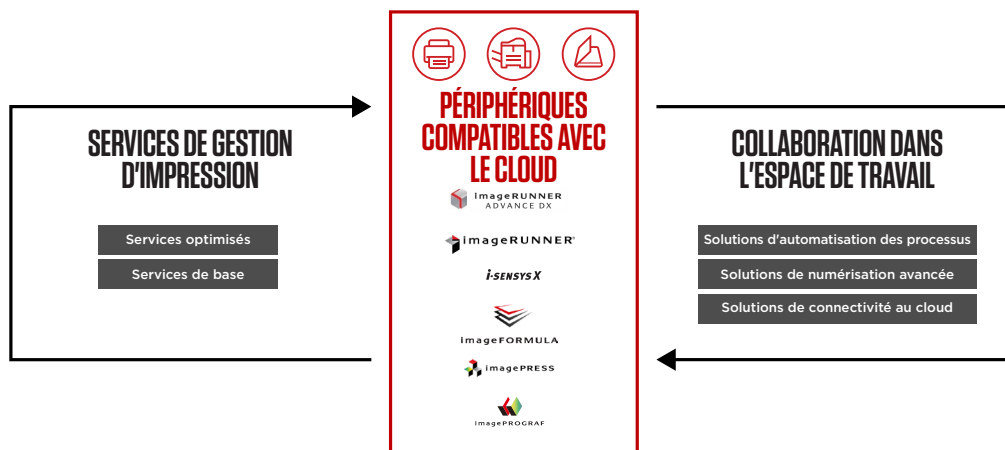 SERVICES DE GESTION
D'IMPRESSION
Services optimisés
Services de base
PÉRIPHÉRIQUES
COMPATIBLES AVEC
LE CLOUD
imageRUNNER
ADVANCE DX
imageRUNNER
i-SENSYS X
imageFORMULA
imagePRESS
imagePROGRAF
COLLABORATION DANS
L'ESPACE DE TRAVAIL
Solutions d'automatisation des processus
Solutions de numérisation avancée
Solutions de connectivité au cloud